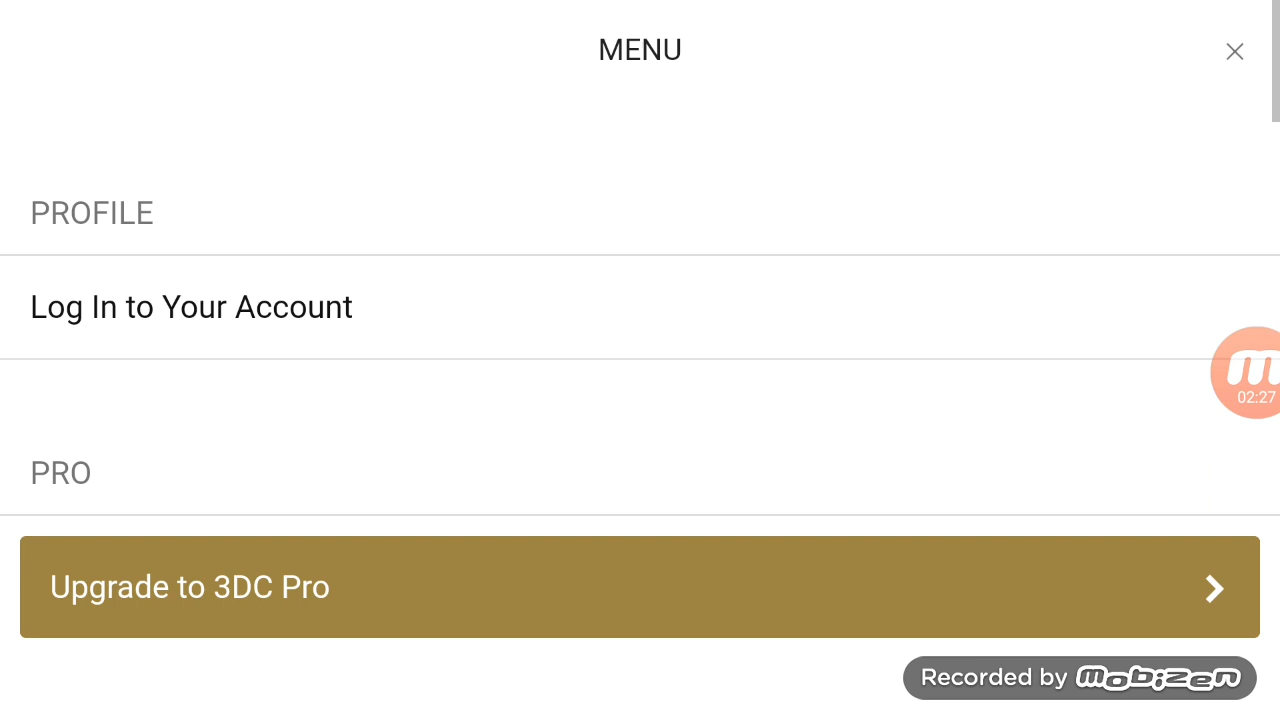 MENU
PROFILE
Log In to Your Account
02:27
PRO
Upgrade to 3DC Pro
Recorded by mobizen